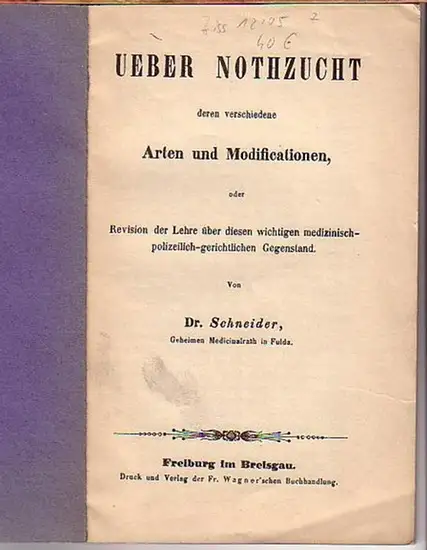 40 €
UEBER NOTHZUCHT
deren verschiedene
Arten und Modificationen,
oder
Revision der Lehre über diesen wichtigen medizinisch-
polizeilich-gerichtlichen Gegenstand.
Von
Dr. Schneider,
Geheimen Medicinalrath in Fulda.
Freiburg im Breisgau.
Druck und Verlag der Fr. Wagner'schen Buchhandlung.